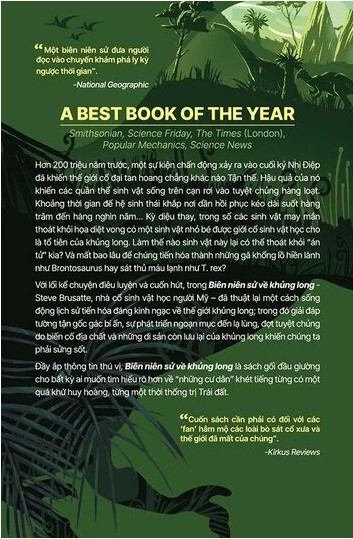 “Một biên niên sử đưa người
đọc vào chuyến khám phá ly kỳ
ngược thời gian”.
-National Geographic
A BEST BOOK OF THE YEAR
Smithsonian, Science Friday, The Times (London),
Popular Mechanics, Science News
Hơn 200 triệu năm trước, một sự kiện chấn động xảy ra vào cuối kỷ Nhị Điệp
đã khiến thế giới cổ đại tan hoang chẳng khác nào Tận thế. Hậu quả của nó
khiến các quần thể sinh vật sống trên cạn rơi vào tuyệt chủng hàng loạt.
Khoảng thời gian để hệ sinh thái khắp nơi dần hồi phục kéo dài suốt hàng
trăm đến hàng nghìn năm... Kỳ diệu thay, trong số các sinh vật may mắn
thoát khỏi họa diệt vong có một sinh vật nhỏ bé được giới cổ sinh vật học cho
là tổ tiên của khủng long. Làm thế nào sinh vật này lại có thể thoát khỏi “án
tử” kia? Và mất bao lâu để chúng tiến hóa thành những gã khổng lồ hiền lành
như Brontosaurus hay sát thủ máu lạnh như T. rex?
Với lối kể chuyện điêu luyện và cuốn hút, trong Biên niên sử về khủng long -
Steve Brusatte, nhà cổ sinh vật học người Mỹ – đã thuật lại một cách sống
động lịch sử tiến hóa đáng kinh ngạc về thế giới khủng long; trong đó giải đáp
tường tận gốc gác bí ẩn, sự phát triển ngoạn mục đến lạ lùng, đợt tuyệt chủng
do biến cố địa chất và những di sản còn lưu lại của khủng long khiến chúng ta
phải sửng sốt.
Đầy ắp thông tin thú vị, Biên niên sử về khủng long là sách gối đầu giường
cho bất kỳ ai muốn tìm hiểu rõ hơn về “những cư dân” khét tiếng từng có một
quá khứ huy hoàng, từng một thời thống trị Trái đất.
“Cuốn sách cần phải có đối với các
‘fan’ hâm mộ các loài bò sát cổ xưa và
thế giới đã mất của chúng”.
-Kirkus Reviews